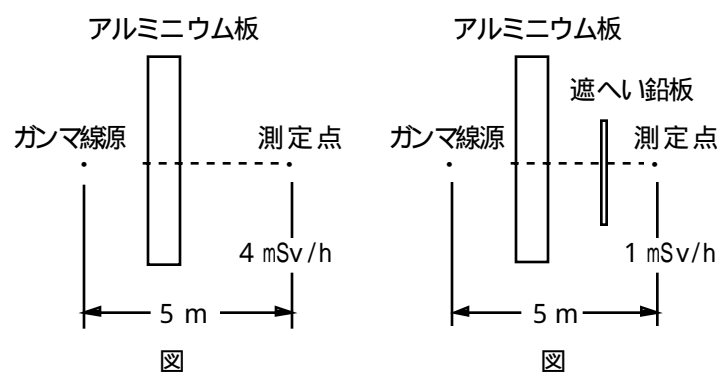 アルミニウム板
ガンマ線源
測定点
4 mSv/h
5 m
図
アルミニウム板
遮へい鉛板
ガンマ線源
測定点
1 mSv/h
5 m
図